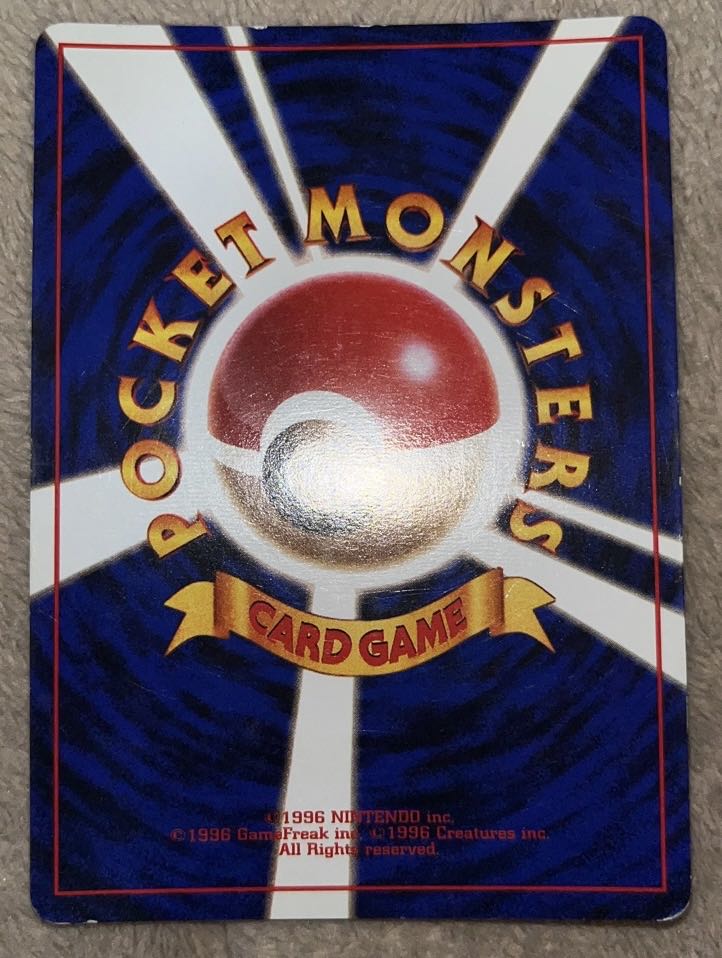 POCKET MONSTERS
CARD GAME
©1996 NINTENDO inc.
©1996 GameFreak inc. ©1996 Creatures inc.
All Rights reserved.